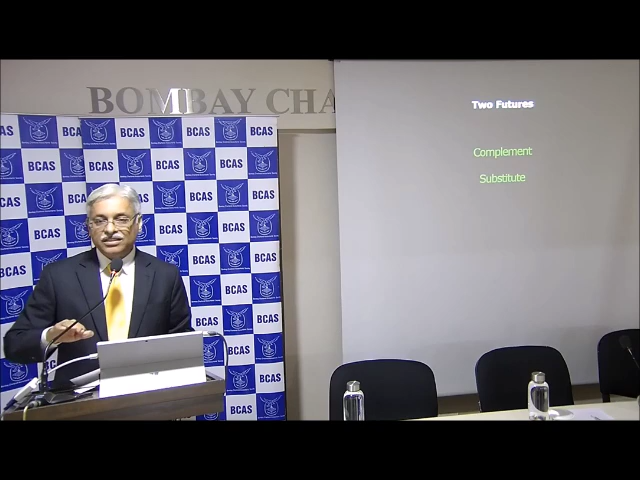 BOMBAY CHA
BCAS
Two Futures
Complement
Substitute